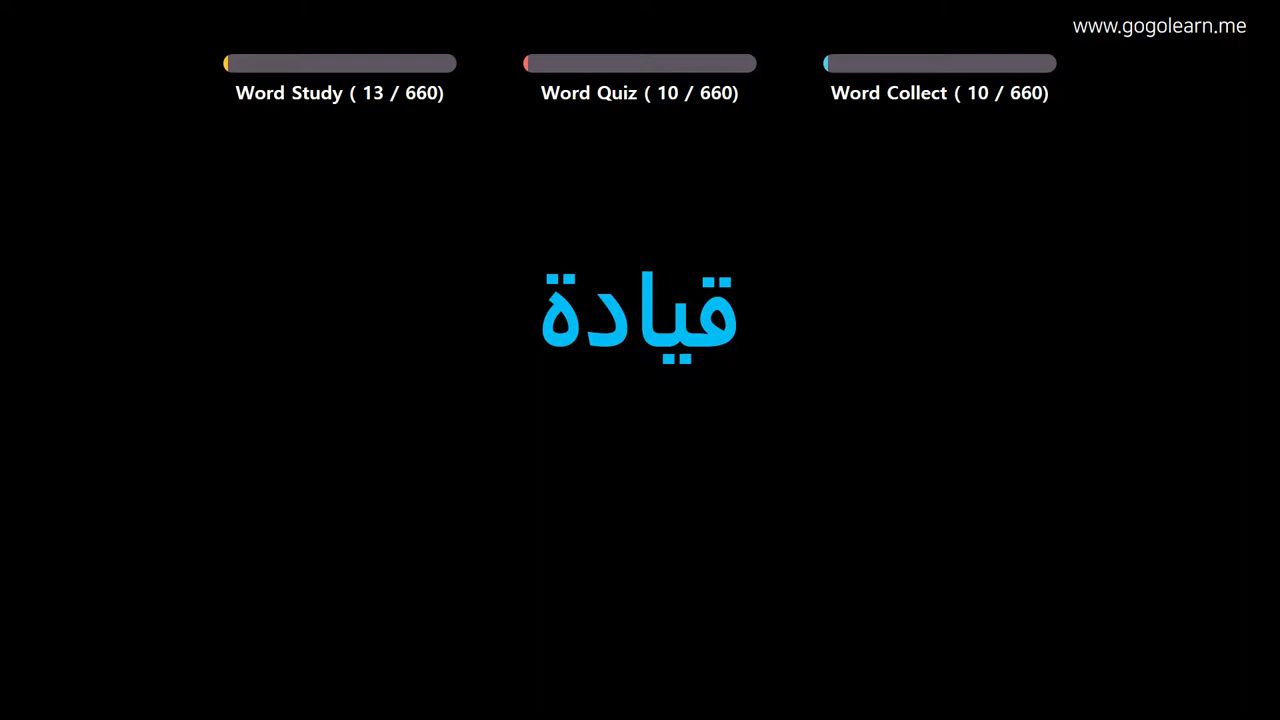 www.gogolearn.me
Word Study ( 13 / 660)
Word Quiz ( 10 / 660)
Word Collect ( 10 / 660)
قيادة